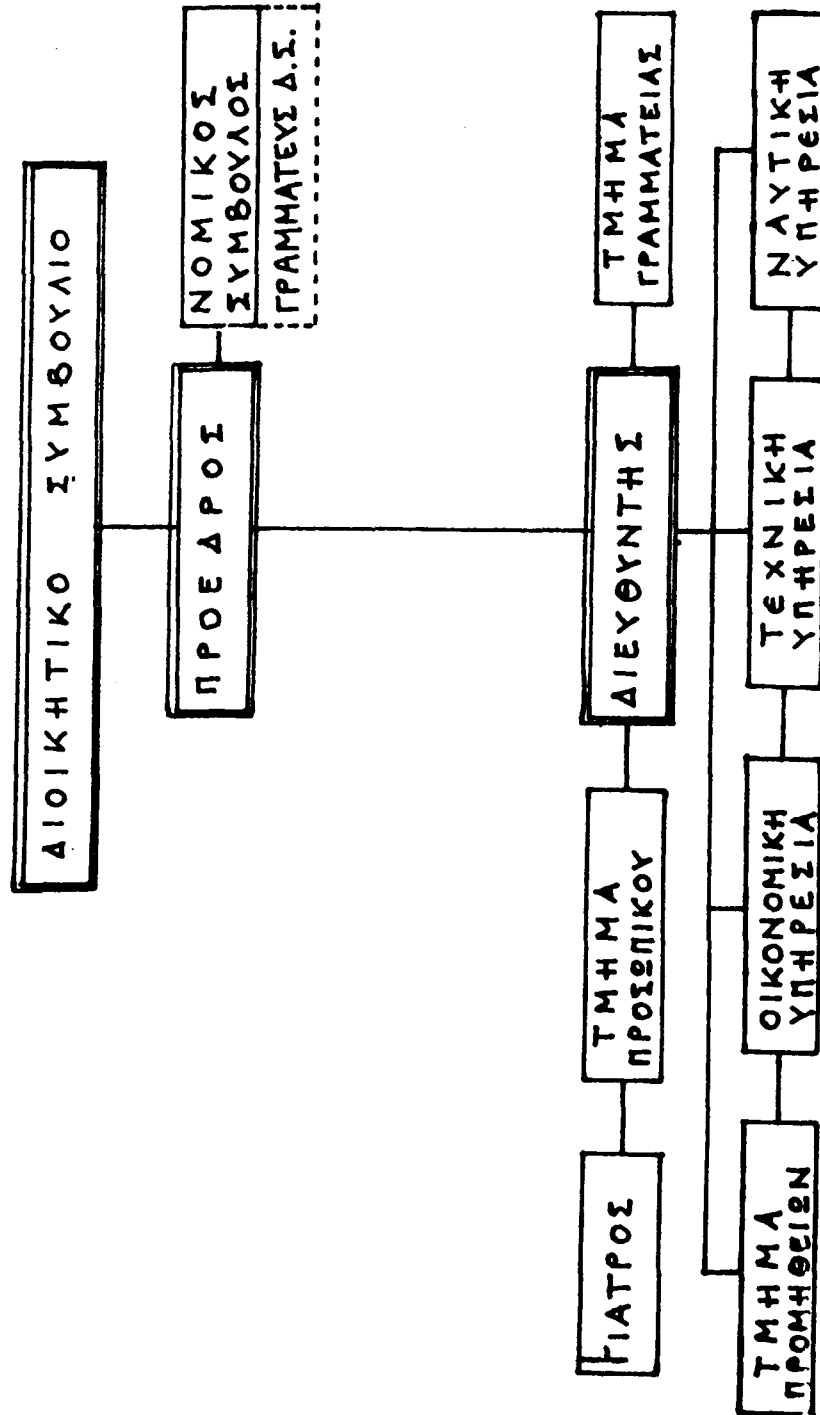 ΔΙΟΙΚΗΤΙΚΟ ΣΥΜΒΟΥΛΙΟ
ΠΡΟΕΔΡΟΣ
ΝΟΜΙΚΟΣ
ΣΥΜΒΟΥΛΟΣ
ΓΡΑΜΜΑΤΕΥΣ Δ.Σ.
ΓΙΑΤΡΟΣ
ΤΜΗΜΑ
ΠΡΟΣΩΠΙΚΟΥ
ΔΙΕΥΘΥΝΤΗΣ
ΤΜΗΜΑ
ΓΡΑΜΜΑΤΕΙΑΣ
ΤΜΗΜΑ
ΠΡΟΜΗΘΕΙΩΝ
ΟΙΚΟΝΟΜΙΚΗ
ΥΠΗΡΕΣΙΑ
ΤΕΧΝΙΚΗ
ΥΠΗΡΕΣΙΑ
ΝΑΥΤΙΚΗ
ΥΠΗΡΕΣΙΑ